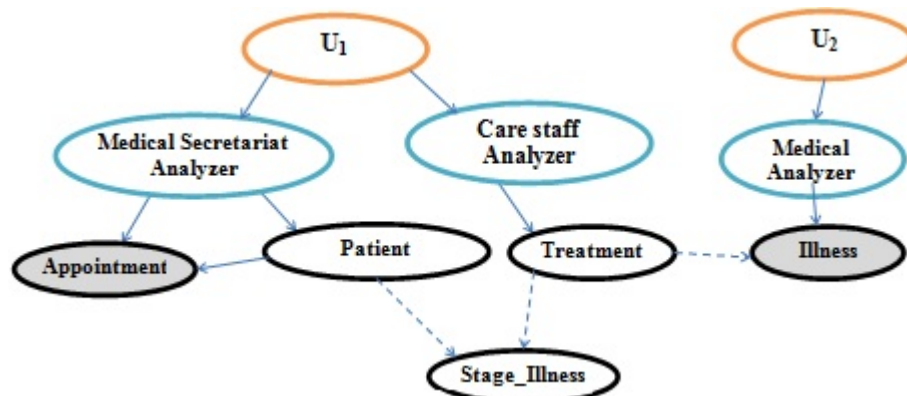 U1
U2
Medical Secretariat
Analyzer
Care staff
Analyzer
Medical
Analyzer
Appointment
Patient
Treatment
Illness
Stage_Illness